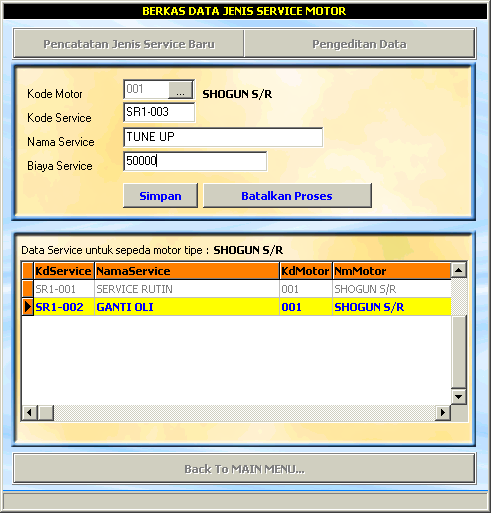 BERKAS DATA JENIS SERVICE MOTOR
Pencatatan Jenis Service Baru Pengeditan Data
Kode Motor 001 ... SHOGUN S/R
Kode Service SR1-003
Nama Service TUNE UP
Biaya Service 50000
Simpan Batalkan Proses
Data Service untuk sepeda motor tipe : SHOGUN S/R
KdService NamaService KdMotor NmMotor
SR1-001 SERVICE RUTIN 001 SHOGUN S/R
SR1-002 GANTI OLI 001 SHOGUN S/R
Back To MAIN MENU...